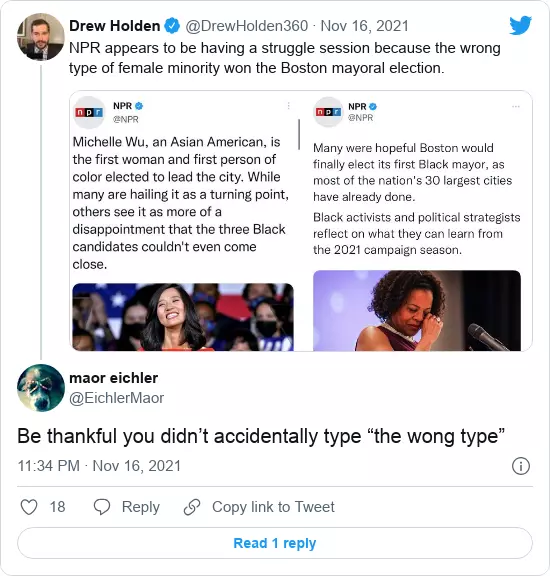 Drew Holden @DrewHolden360 · Nov 16, 2021
NPR appears to be having a struggle session because the wrong
type of female minority won the Boston mayoral election.
npr
NPR
@NPR
Michelle Wu, an Asian American, is
the first woman and first person of
color elected to lead the city. While
many are hailing it as a turning point,
others see it as more of a
disappointment that the three Black
candidates couldn't even come
close.
npr
NPR
@NPR
Many were hopeful Boston would
finally elect its first Black mayor, as
most of the nation's 30 largest cities
have already done.
Black activists and political strategists
reflect on what they can learn from
the 2021 campaign season.
maor eichler
@EichlerMaor
Be thankful you didn’t accidentally type “the wong type”
11:34 PM · Nov 16, 2021
18 Reply Copy link to Tweet
Read 1 reply